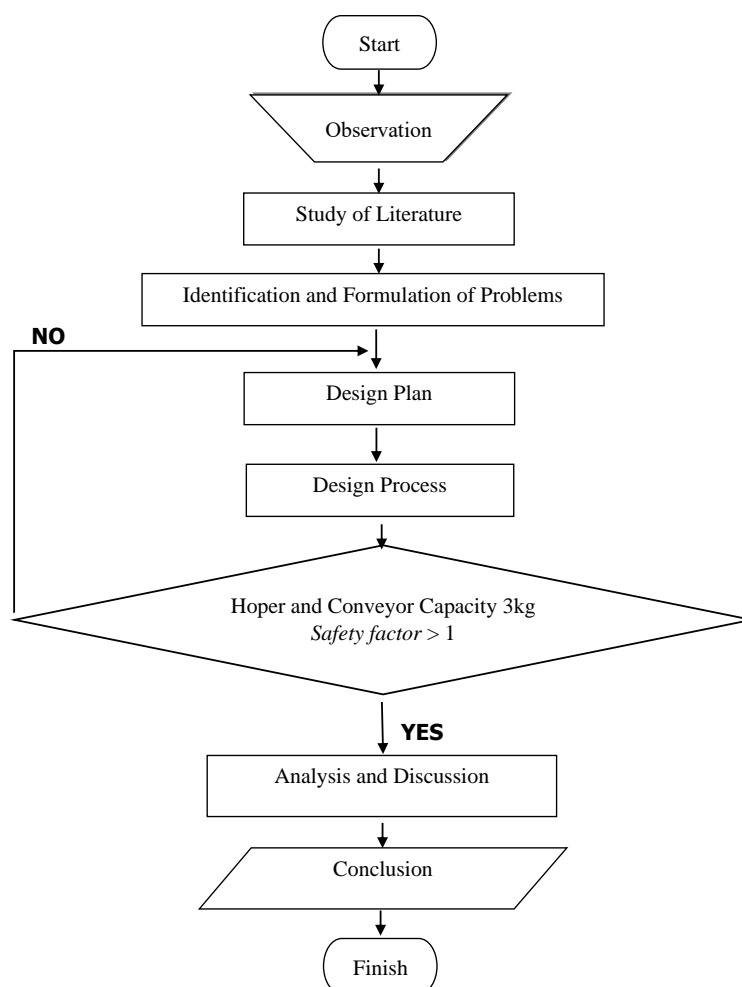 Start
Observation
Study of Literature
Identification and Formulation of Problems
NO
Design Plan
Design Process
Hoper and Conveyor Capacity 3kg
Safety factor > 1
YES
Analysis and Discussion
Conclusion
Finish